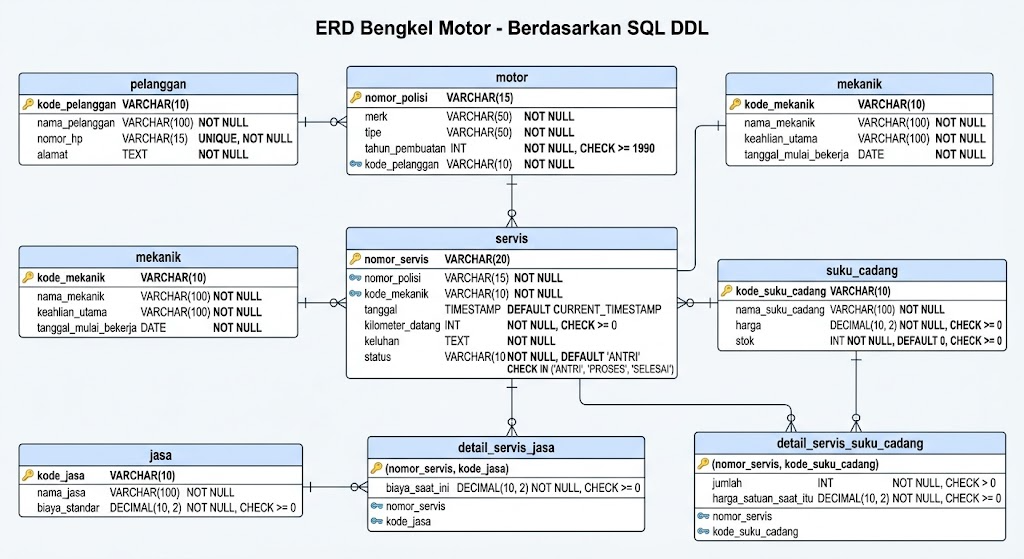 ERD Bengkel Motor - Berdasarkan SQL DDL
pelanggan
kode_pelanggan VARCHAR(10)
nama_pelanggan VARCHAR(100) NOT NULL
nomor_hp VARCHAR(15) UNIQUE, NOT NULL
alamat TEXT NOT NULL
motor
nomor_polisi VARCHAR(15)
merk VARCHAR(50) NOT NULL
tipe VARCHAR(50) NOT NULL
tahun_pembuatan INT NOT NULL, CHECK >= 1990
kode_pelanggan VARCHAR(10) NOT NULL
mekanik
kode_mekanik VARCHAR(10)
nama_mekanik VARCHAR(100) NOT NULL
keahlian_utama VARCHAR(100) NOT NULL
tanggal_mulai_bekerja DATE NOT NULL
mekanik
kode_mekanik VARCHAR(10)
nama_mekanik VARCHAR(100) NOT NULL
keahlian_utama VARCHAR(100) NOT NULL
tanggal_mulai_bekerja DATE NOT NULL
servis
nomor_servis VARCHAR(20)
nomor_polisi VARCHAR(15) NOT NULL
kode_mekanik VARCHAR(10) NOT NULL
tanggal TIMESTAMP DEFAULT CURRENT_TIMESTAMP
kilometer_datang INT NOT NULL, CHECK >= 0
keluhan TEXT NOT NULL
status VARCHAR(10 NOT NULL, DEFAULT 'ANTRI'
CHECK IN ('ANTRI', 'PROSES', 'SELESAI')
suku_cadang
kode_suku_cadang VARCHAR(10)
nama_suku_cadang VARCHAR(100) NOT NULL
harga DECIMAL(10, 2) NOT NULL, CHECK >= 0
stok INT NOT NULL, DEFAULT 0, CHECK >= 0
jasa
kode_jasa VARCHAR(10)
nama_jasa VARCHAR(100) NOT NULL
biaya_standar DECIMAL(10, 2) NOT NULL, CHECK >= 0
detail_servis_jasa
(nomor_servis, kode_jasa)
biaya_saat_ini DECIMAL(10, 2) NOT NULL, CHECK >= 0
nomor_servis
kode_jasa
detail_servis_suku_cadang
(nomor_servis, kode_suku_cadang)
jumlah INT NOT NULL, CHECK > 0
harga_satuan_saat_itu DECIMAL(10, 2) NOT NULL, CHECK >= 0
nomor_servis
kode_suku_cadang